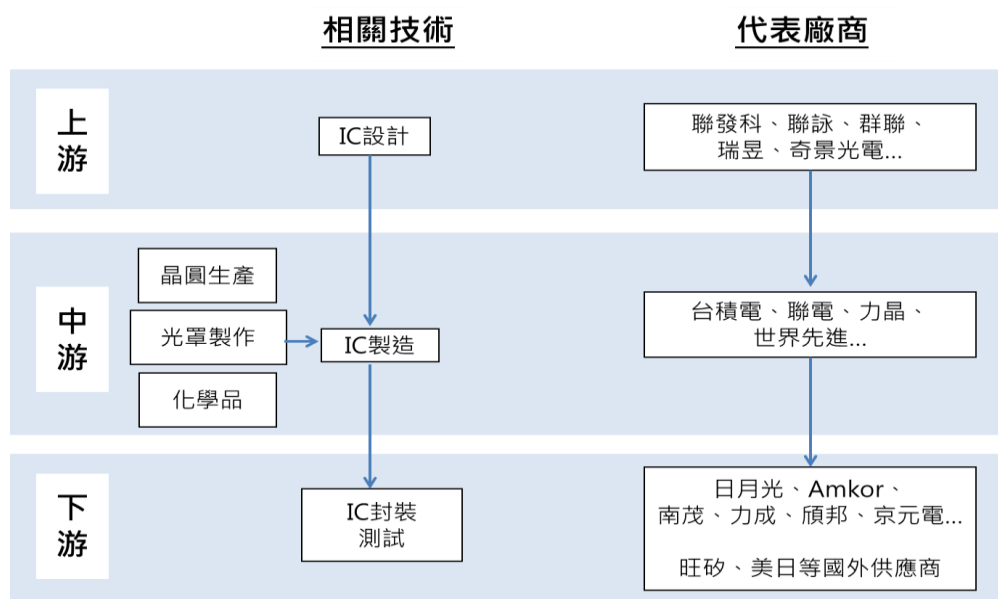 相關技術
代表廠商
上游
IC設計
聯發科、聯詠、群聯、
瑞昱、奇景光電...
中游
晶圓生產
光罩製作
化學品
IC製造
台積電、聯電、力晶、
世界先進...
下游
IC封裝
測試
日月光、Amkor、
南茂、力成、頎邦、京元電...
旺矽、美日等國外供應商